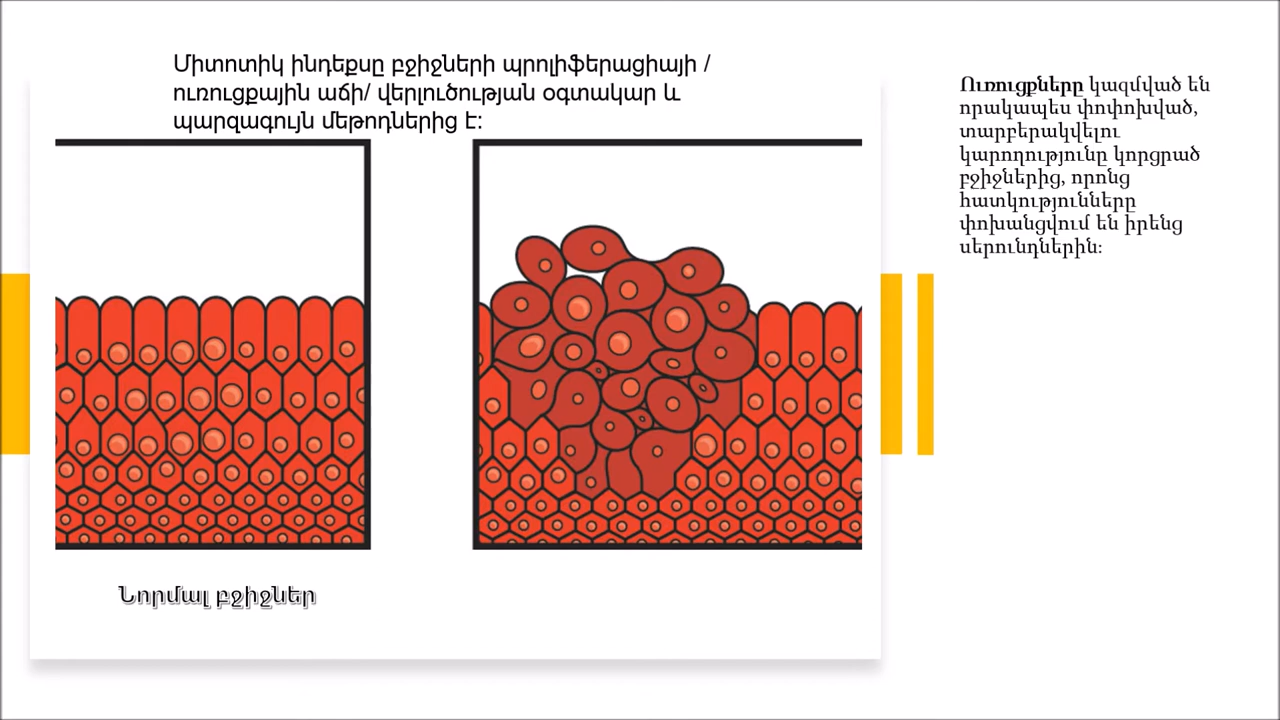 Միտոտիկ ինդեքսը բջիջների պրոլիֆերացիայի /
ուռուցքային աճի/ վերլուծության օգտակար և
պարզագույն մեթոդներից է:
Ուռուցքները կազմված են
որակապես փոփոխված,
տարբերակվելու
կարողությունը կորցրած
բջիջներից, որոնց
հատկությունները
փոխանցվում են իրենց
սերունդներին:
Նորմալ բջիջներ